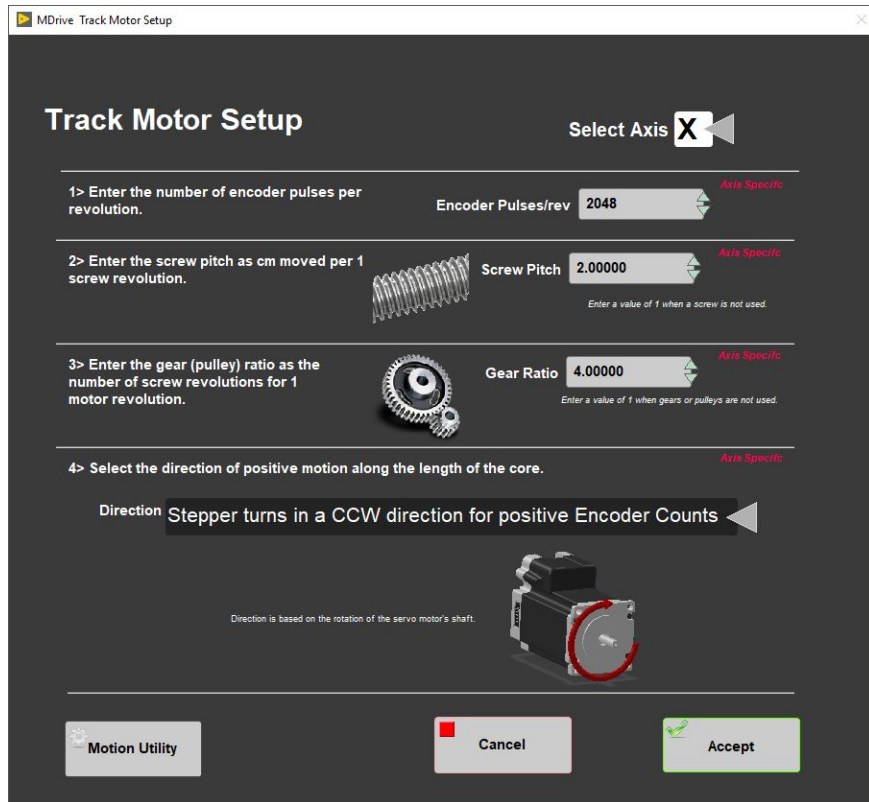 MDrive Track Motor Setup
Track Motor Setup
Select Axis X
Axis Specifc
1> Enter the number of encoder pulses per
revolution.
Encoder Pulses/rev 2048
Axis Specifc
2> Enter the screw pitch as cm moved per 1
screw revolution.
Screw Pitch 2.00000
Enter a value of 1 when a screw is not used.
Axis Specifc
3> Enter the gear (pulley) ratio as the
number of screw revolutions for 1
motor revolution.
Gear Ratio 4.00000
Enter a value of 1 when gears or pulleys are not used.
Axis Specifc
4> Select the direction of positive motion along the length of the core.
Direction Stepper turns in a CCW direction for positive Encoder Counts
Direction is based on the rotation of the servo motor's shaft.
Motion Utility
Cancel
Accept